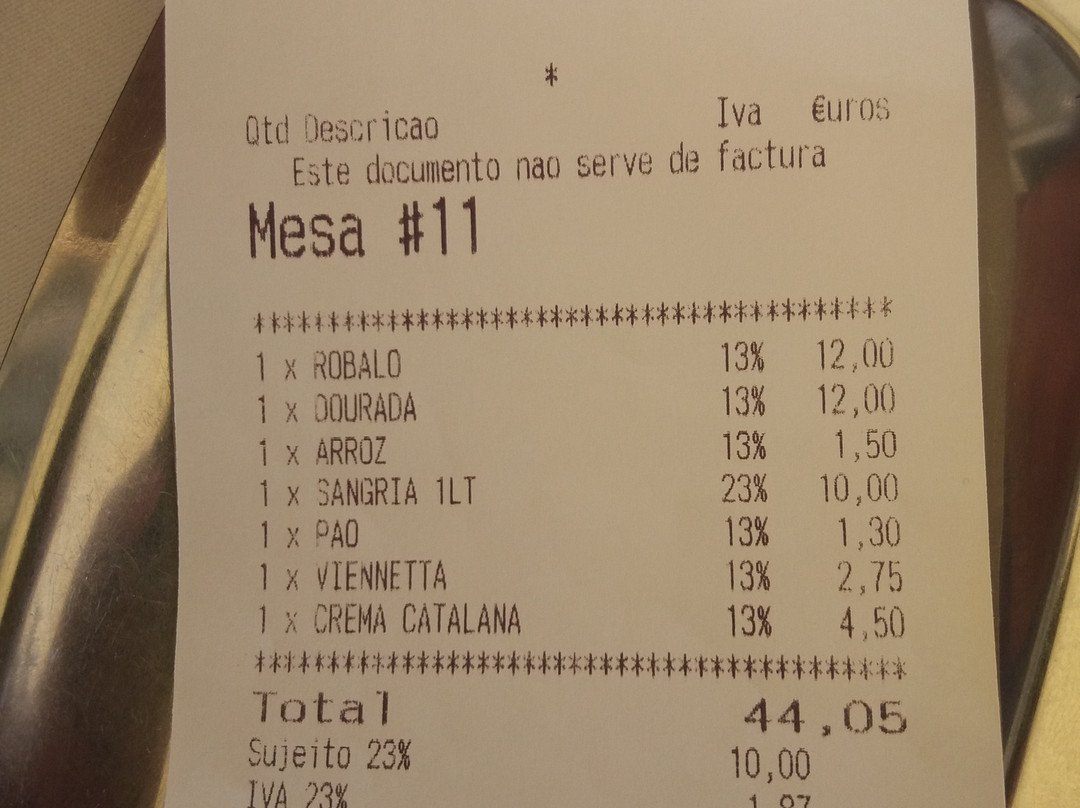 *
Qtd Descricao Iva €uros
Este documento nao serve de factura
Mesa #11
*******************************************
1 x ROBALO 13% 12,00
1 x DOURADA 13% 12,00
1 x ARROZ 13% 1,50
1 x SANGRIA 1LT 23% 10,00
1 x PAO 13% 1,30
1 x VIENNETTA 13% 2,75
1 x CREMA CATALANA 13% 4,50
*******************************************
Total 44,05
Sujeito 23% 10,00
IVA 23% 1,87